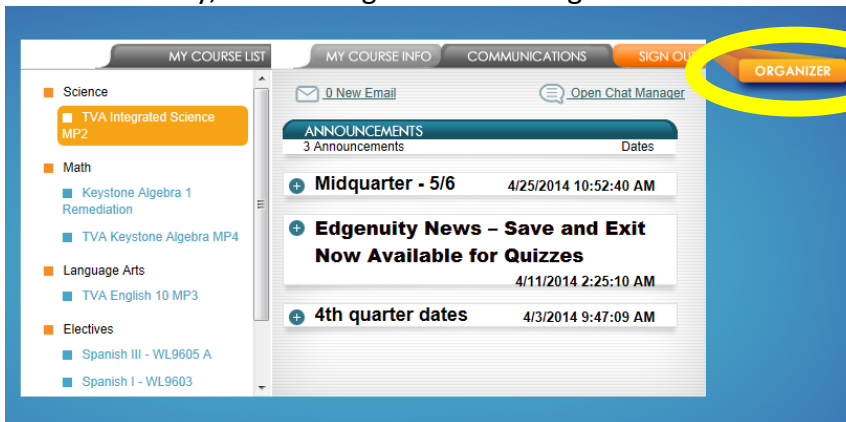 MY COURSE LIST
MY COURSE INFO
COMMUNICATIONS
SIGN OUT
ORGANIZER
Science
TVA Integrated Science
MP2
Math
Keystone Algebra 1
Remediation
TVA Keystone Algebra MP4
Language Arts
TVA English 10 MP3
Electives
Spanish III - WL9605 A
Spanish I - WL9603
0 New Email
Open Chat Manager
ANNOUNCEMENTS
3 Announcements Dates
Midquarter - 5/6 4/25/2014 10:52:40 AM
Edgenuity News – Save and Exit
Now Available for Quizzes
4/11/2014 2:25:10 AM
4th quarter dates 4/3/2014 9:47:09 AM